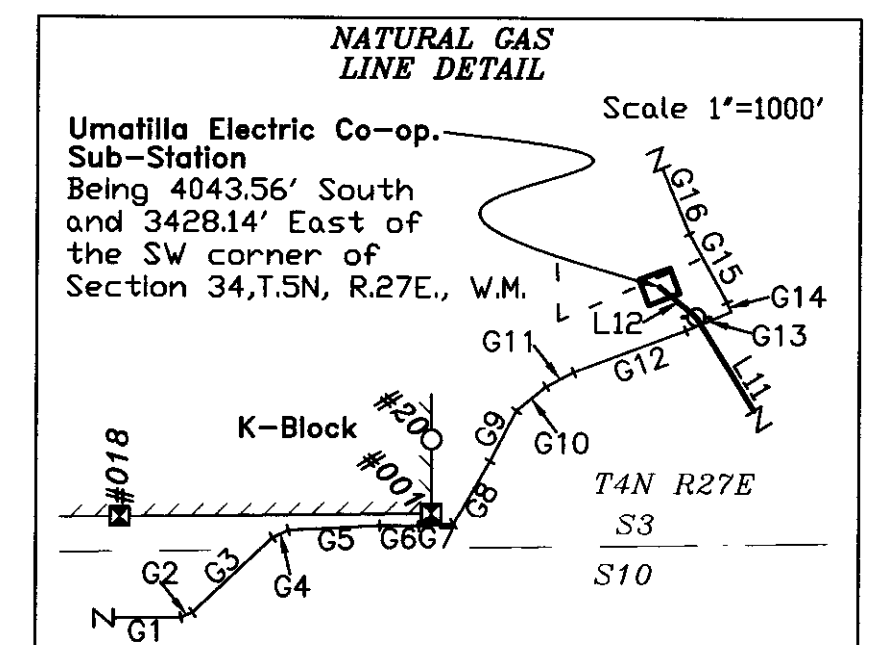 NATURAL GAS
LINE DETAIL
Scale 1"=1000'
Umatilla Electric Co-op.
Sub-Station
Being 4043.56' South
and 3428.14' East of
the SW corner of
Section 34,T.5N, R.27E., W.M.
G16
G15
G14
L12
G13
G11
G12
L11
#20
K-Block
G9
G10
#018
#001
G8
T4N R27E
S3
G5
G6
G7
G3
S10
G2
G4
G1